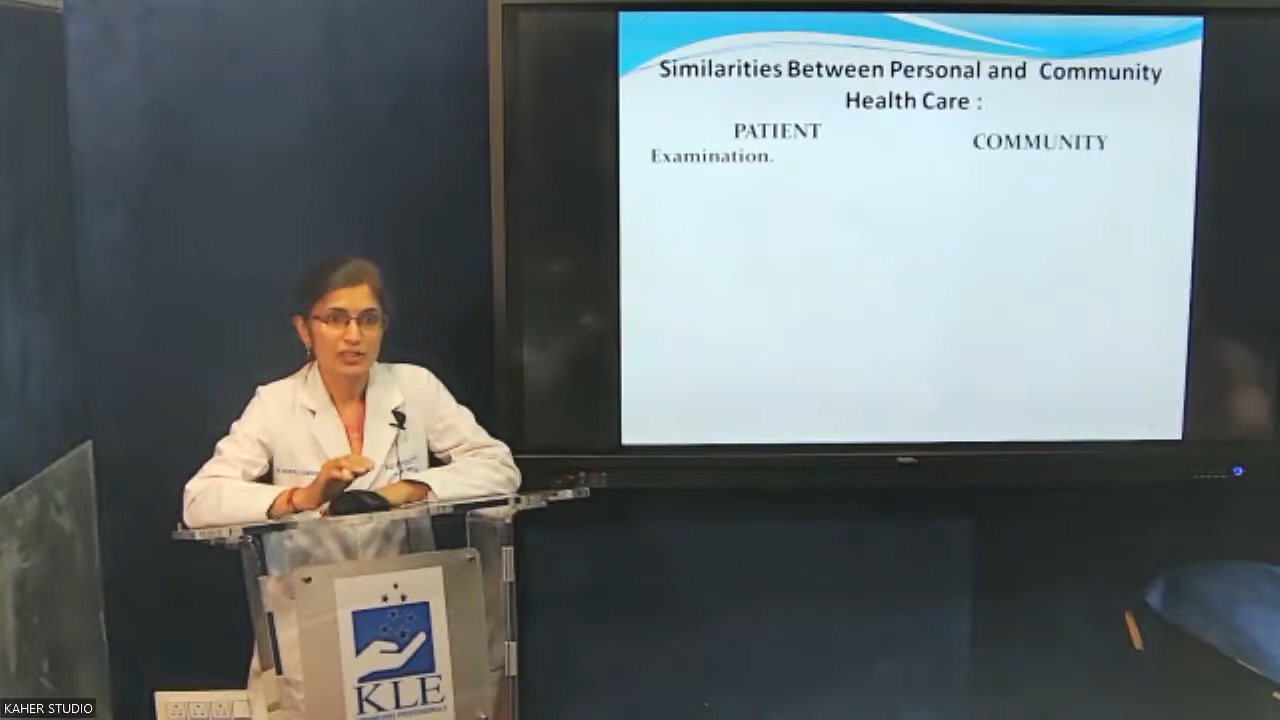 Similarities Between Personal and Community
Health Care :
PATIENT
COMMUNITY
Examination.
KLE
KAHER STUDIO